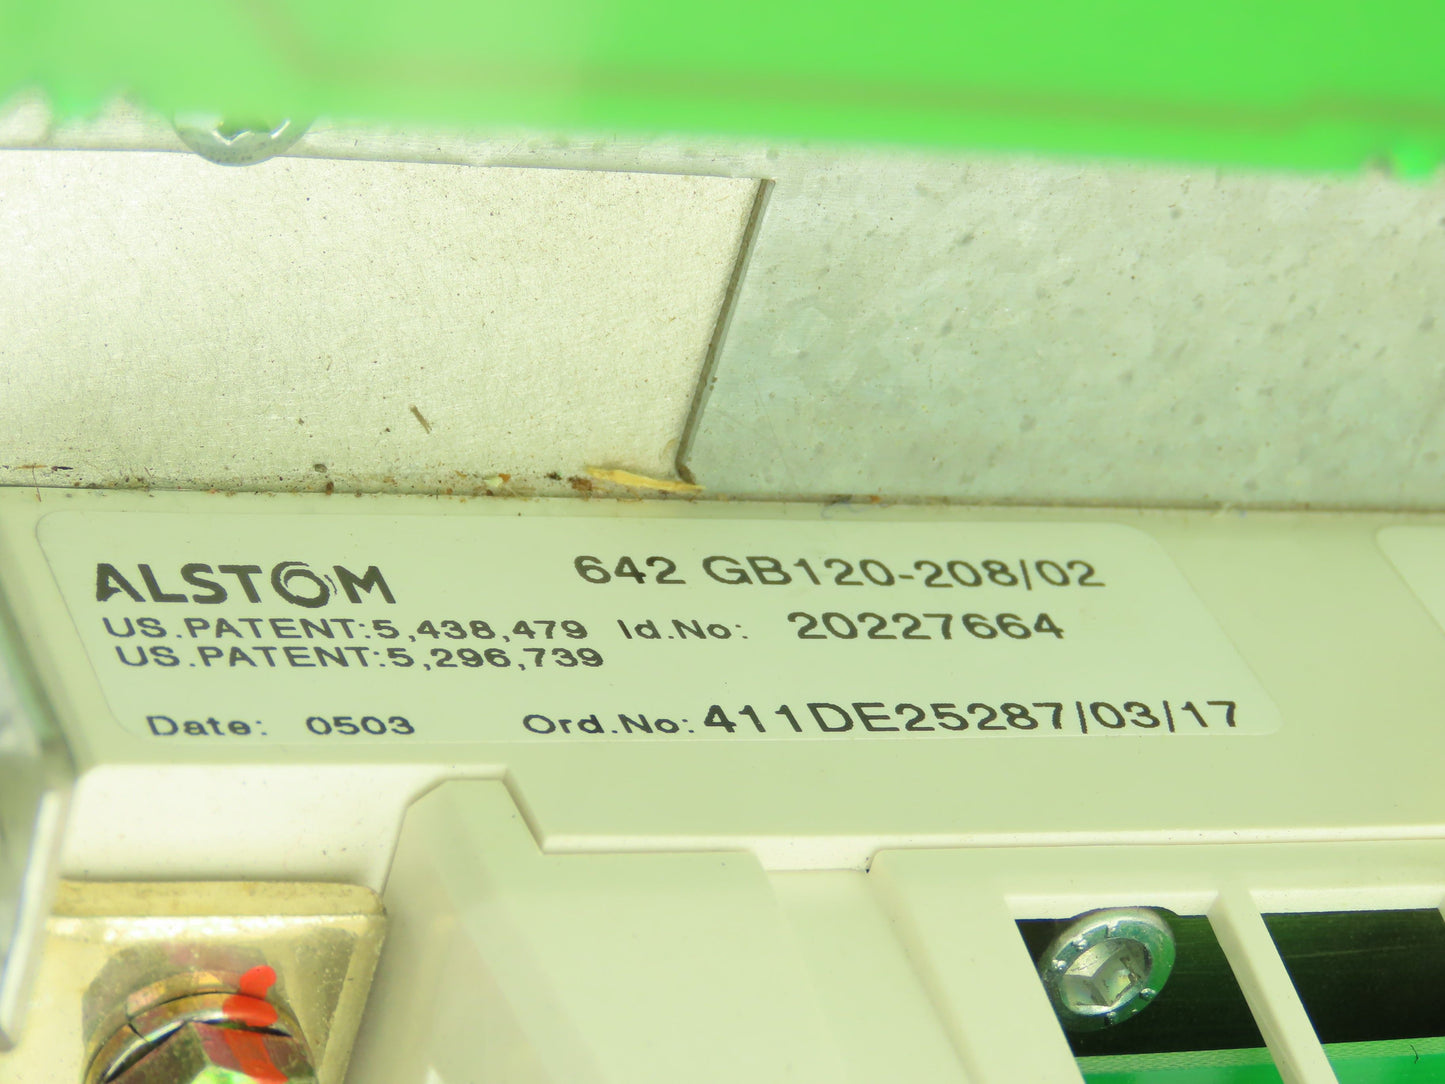 ALSTOM 642 GB120-208/02
US.PATENT:5,438,479 Id.No: 20227664
US.PATENT:5,296,739
Date: 0503 Ord.No:411DE25287/03/17